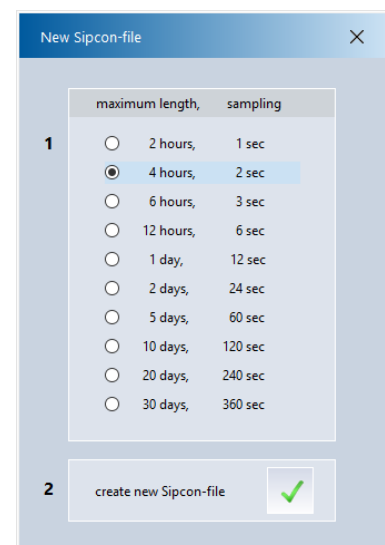 New Sipcon-file
maximum length, sampling
1
2 hours, 1 sec
4 hours, 2 sec
6 hours, 3 sec
12 hours, 6 sec
1 day, 12 sec
2 days, 24 sec
5 days, 60 sec
10 days, 120 sec
20 days, 240 sec
30 days, 360 sec
2 create new Sipcon-file